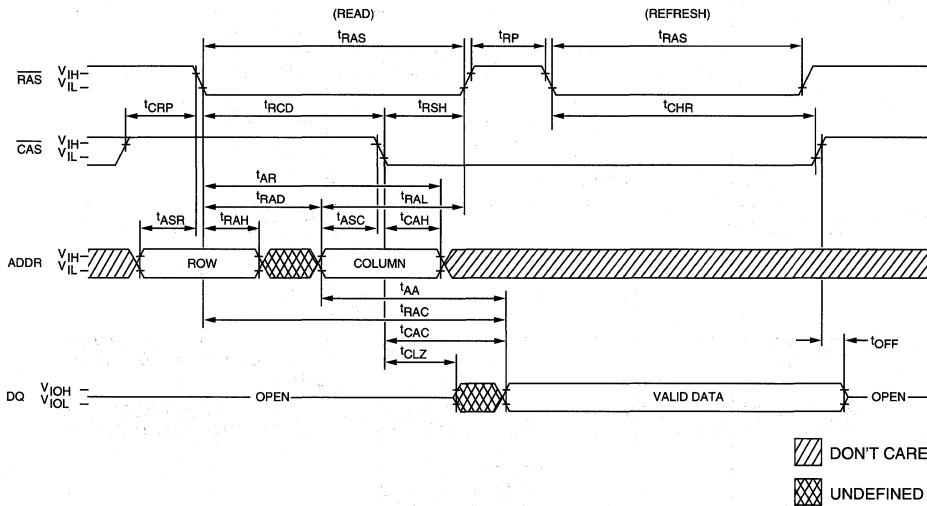 (READ) (REFRESH)
tRAS tRP tRAS
RAS VIH
VIL
tCRP tRCD tRSH tCHR
CAS VIH
VIL
tAR
tRAD tRAL
tASR tRAH tASC tCAH
ADDR VIH
VIL
ROW COLUMN
tAA
tRAC
tCAC
tCLZ tOFF
DQ VIOH
VIOL
OPEN VALID DATA OPEN
DON'T CARE
UNDEFINED